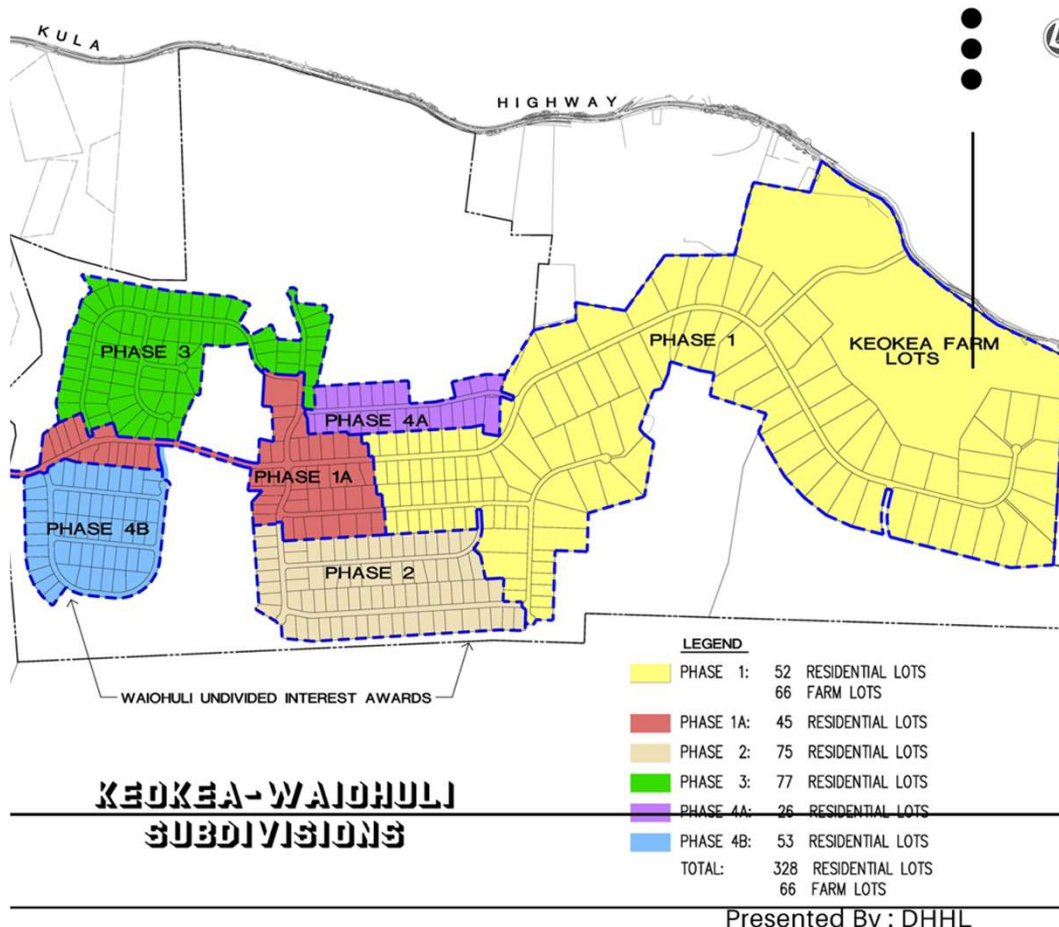 KULA
HIGHWAY
PHASE 3
PHASE 1
KEOKEA FARM
LOTS
PHASE 4A
PHASE 1A
PHASE 4B
PHASE 2
WAIOHULI UNDIVIDED INTEREST AWARDS
LEGEND
PHASE 1: 52 RESIDENTIAL LOTS
66 FARM LOTS
PHASE 1A: 45 RESIDENTIAL LOTS
PHASE 2: 75 RESIDENTIAL LOTS
PHASE 3: 77 RESIDENTIAL LOTS
PHASE 4A: 26 RESIDENTIAL LOTS
PHASE 4B: 53 RESIDENTIAL LOTS
TOTAL: 328 RESIDENTIAL LOTS
66 FARM LOTS
KEOKEA-WAIOHULI
SUBDIVISIONS
Presented By : DHHL